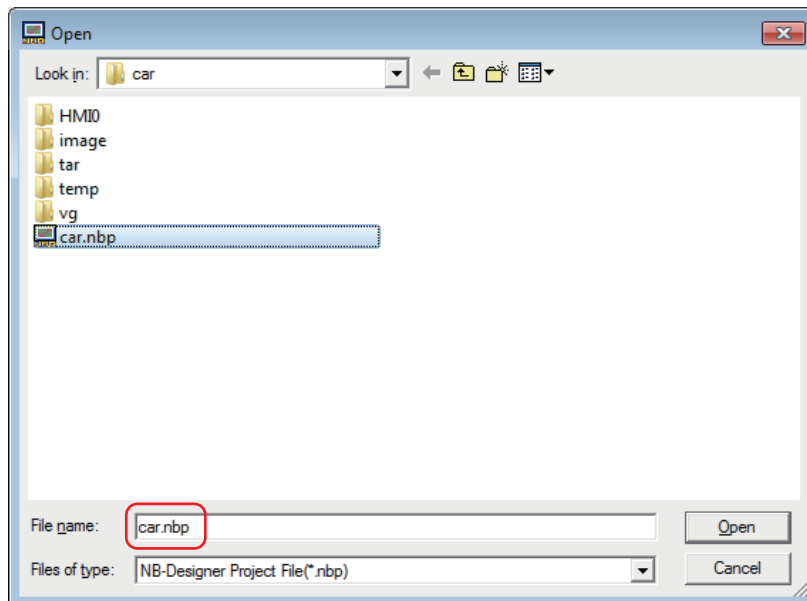 Open
Look in: car
HMI0
image
tar
temp
vg
car.nbp
File name: car.nbp Open
Files of type: NB-Designer Project File(*.nbp) Cancel